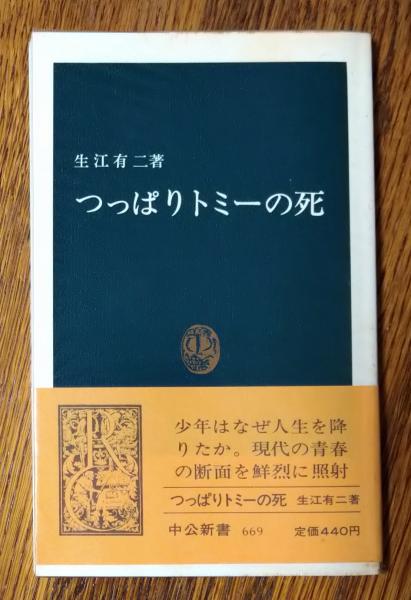 生江有二著
つっぱりトミーの死
少年はなぜ人生を降
りたか。現代の青春
の断面を鮮烈に照射
つっぱりトミーの死 生江有二著
中公新書 669 定価440円